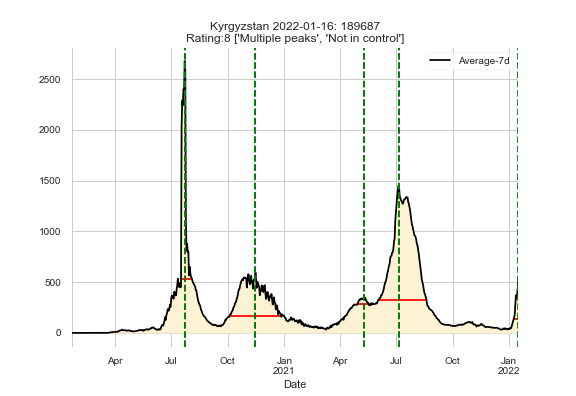 Kyrgyzstan 2022-01-16: 189687
Rating:8 ['Multiple peaks', 'Not in control']
Average-7d
2500
2000
1500
1000
500
0
Apr Jul Oct Jan Apr Jul Oct Jan
2021 2022
Date